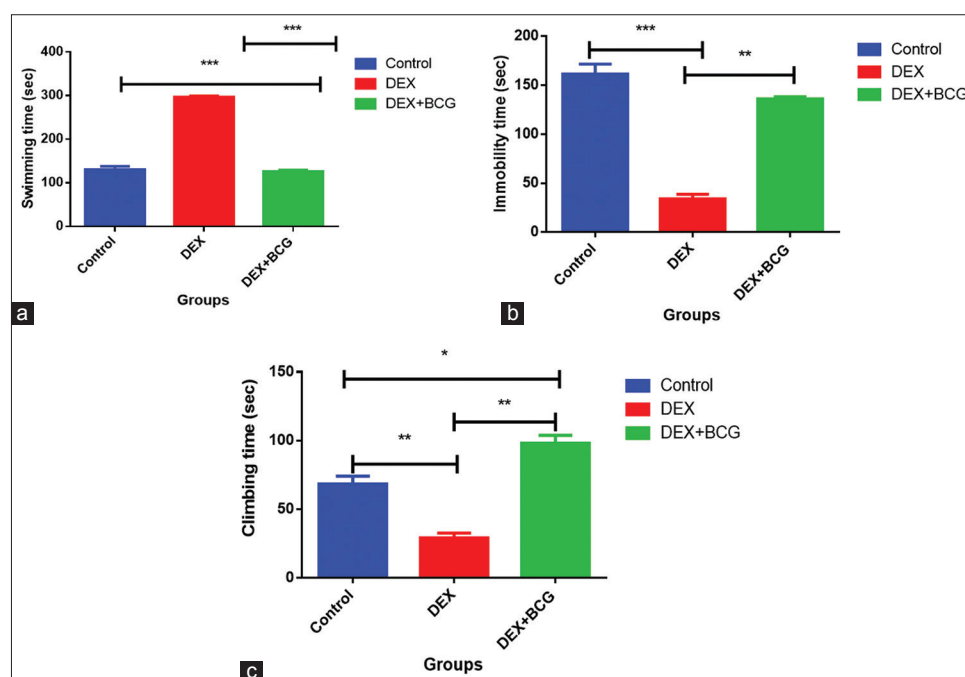 ***
400
***
300
200
100
0
Swimming time (sec)
Control
DEX
DEX+BCG
Control
DEX
DEX+BCG
Groups
a
200
***
**
150
100
50
0
Immobility time (sec)
Control
DEX
DEX+BCG
Control
DEX
DEX+BCG
Groups
b
150
*
**
100
**
50
0
Climbing time (sec)
Control
DEX
DEX+BCG
Control
DEX
DEX+BCG
Groups
c